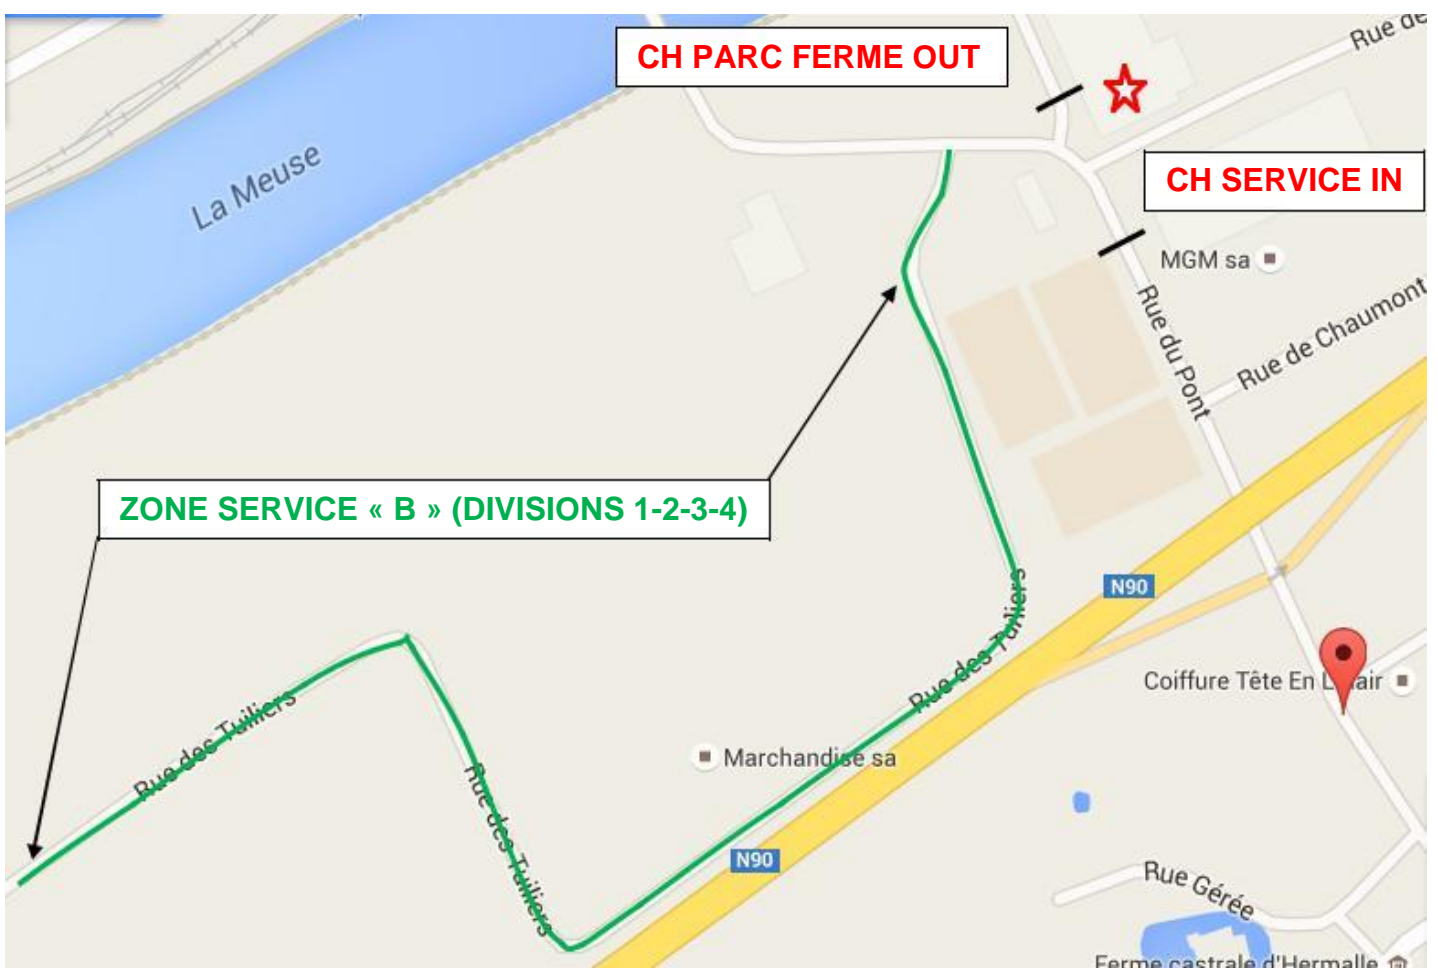 Rue de
CH PARC FERME OUT
La Meuse
CH SERVICE IN
MGM sa
Rue du Pont
Rue de Chaumont
ZONE SERVICE « B » (DIVISIONS 1-2-3-4)
N90
Rue des Tuiliers
Coiffure Tête En L'air
Rue des Tuiliers
Marchandise sa
Rue des Tuiliers
N90
Rue Gérée
Ferme castrale d'Hermalle